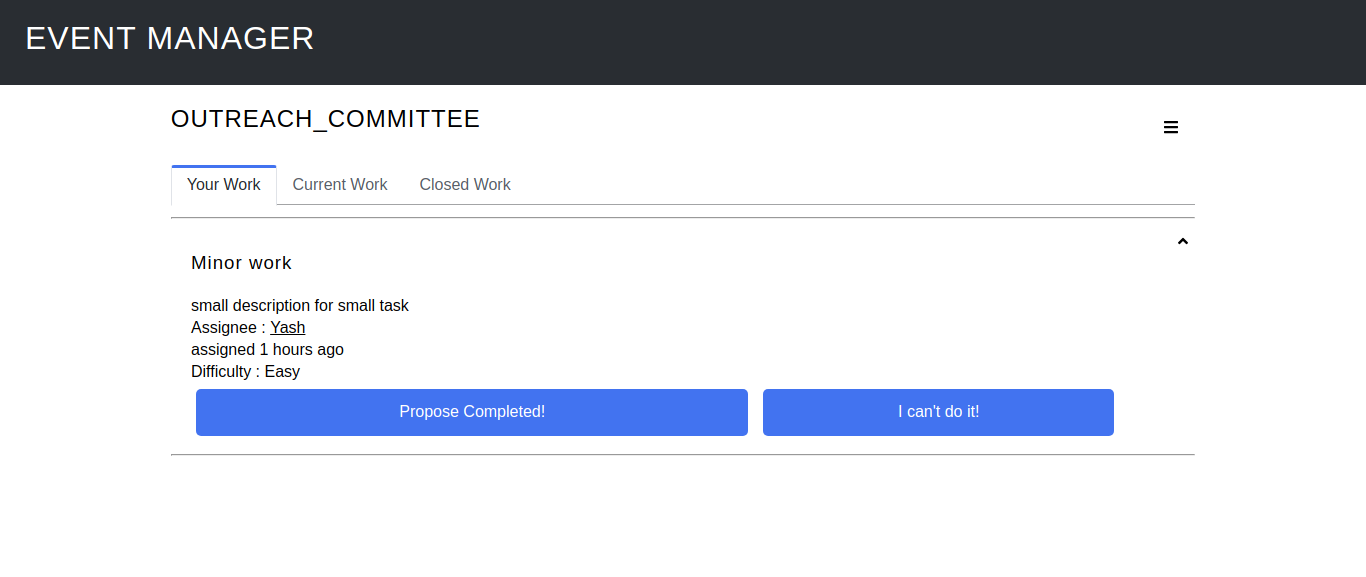 EVENT MANAGER
OUTREACH_COMMITTEE
Your Work Current Work Closed Work
Minor work
small description for small task
Assignee : Yash
assigned 1 hours ago
Difficulty : Easy
Propose Completed! I can't do it!